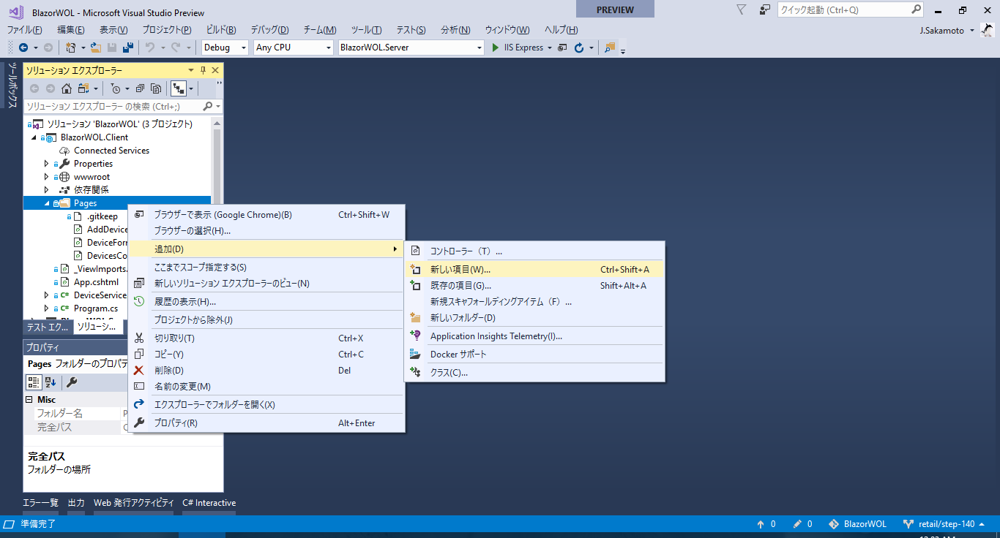 BlazorWOL - Microsoft Visual Studio Preview
PREVIEW
クイック起動 (Ctrl+Q)
ファイル(F) 編集(E) 表示(V) プロジェクト(P) ビルド(B) デバッグ(D) チーム(M) ツール(T) テスト(S) 分析(N) ウィンドウ(W) ヘルプ(H)
J.Sakamoto
Debug Any CPU BlazorWOL.Server IIS Express
ツールボックス
ソリューション エクスプローラー
ソリューション エクスプローラー の検索 (Ctrl+;)
ソリューション 'BlazorWOL' (3 プロジェクト)
BlazorWOL.Client
Connected Services
Properties
wwwroot
依存関係
Pages
.gitkeep
AddDevice
DeviceForm
DevicesCo
_ViewImports.
App.cshtml
DeviceService
Program.cs
テスト エク... ソリューシ...
プロパティ
Pages フォルダーのプロパテ
Misc
フォルダー名
完全パス
完全パス
フォルダーの場所
ブラウザーで表示 (Google Chrome)(B) Ctrl+Shift+W
ブラウザーの選択(H)...
追加(D)
ここまでスコープ指定する(S)
新しいソリューション エクスプローラーのビュー(N)
履歴の表示(H)...
プロジェクトから除外(J)
切り取り(T) Ctrl+X
コピー(Y) Ctrl+C
削除(D) Del
名前の変更(M)
エクスプローラーでフォルダーを開く(X)
プロパティ(R) Alt+Enter
コントローラー（T）...
新しい項目(W)... Ctrl+Shift+A
既存の項目(G)... Shift+Alt+A
新規スキャフォールディングアイテム（F）...
新しいフォルダー(D)
Application Insights Telemetry(I)...
Docker サポート
クラス(C)...
エラー一覧 出力 Web 発行アクティビティ C# Interactive
準備完了
0 0 BlazorWOL retail/step-140